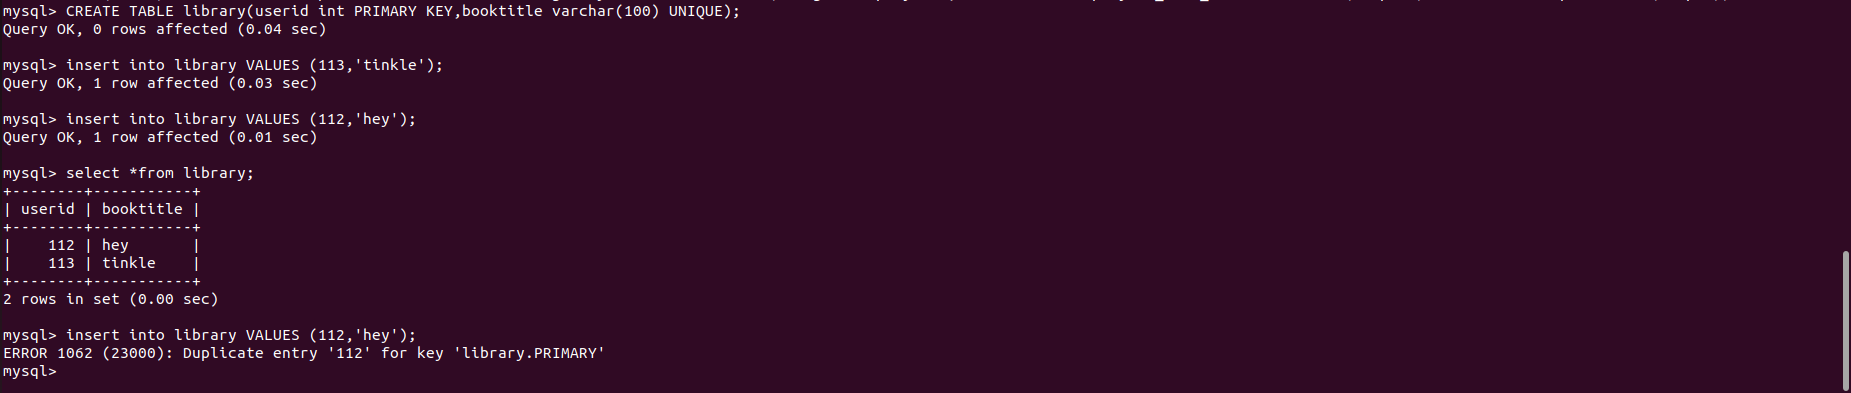 mysql> CREATE TABLE library(userid int PRIMARY KEY,booktitle varchar(100) UNIQUE);
Query OK, 0 rows affected (0.04 sec)
mysql> insert into library VALUES (113,'tinkle');
Query OK, 1 row affected (0.03 sec)
mysql> insert into library VALUES (112,'hey');
Query OK, 1 row affected (0.01 sec)
mysql> select *from library;
+--------+-----------+
| userid | booktitle |
+--------+-----------+
|    112 | hey       |
|    113 | tinkle    |
+--------+-----------+
2 rows in set (0.00 sec)
mysql> insert into library VALUES (112,'hey');
ERROR 1062 (23000): Duplicate entry '112' for key 'library.PRIMARY'
mysql>